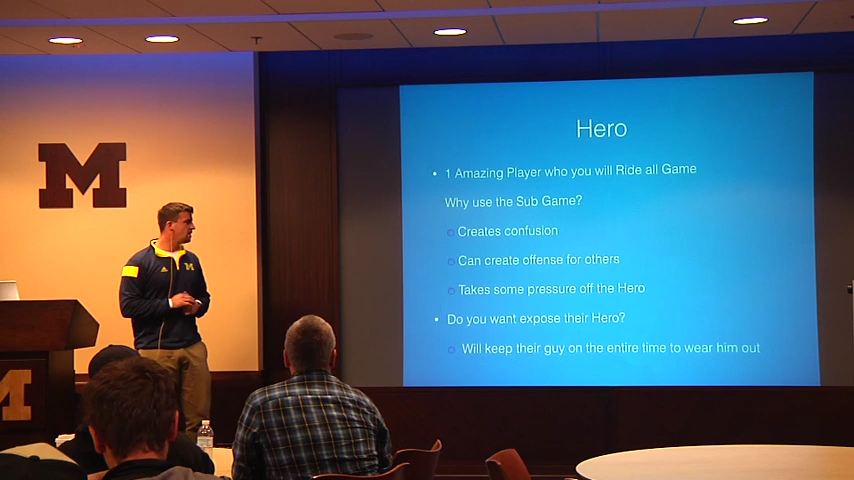 M
M
M
Hero
• 1 Amazing Player who you will Ride all Game
Why use the Sub Game?
Creates confusion
Can create offense for others
Takes some pressure off the Hero
• Do you want expose their Hero?
Will keep their guy on the entire time to wear him out